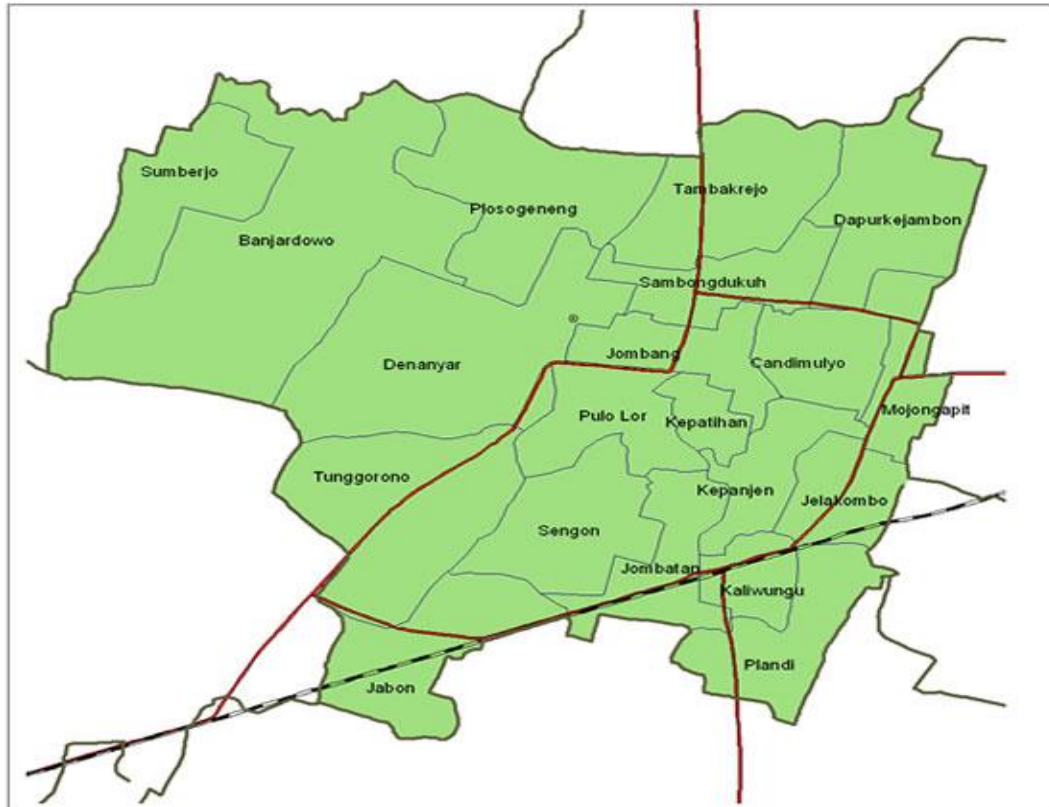 Sumberjo
Tambakrejo
Plosogeneng
Dapurkejambon
Banjardowo
Sambongdukuh
Jombang
Denanyar
Candimulyo
Mojongapit
Pulo Lor
Kepatihan
Tunggorono
Kepanjen
Jelakombo
Sengon
Jombatan
Kaliwungu
Plandi
Jabon